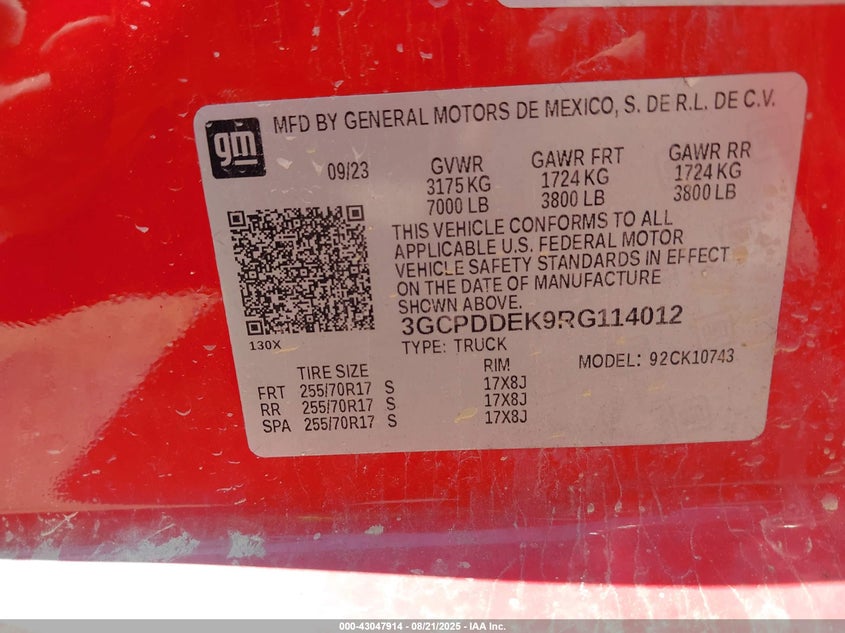 gm
MFD BY GENERAL MOTORS DE MEXICO, S. DE R.L. DE C.V.
09/23
GVWR GAWR FRT GAWR RR
3175 KG 1724 KG 1724 KG
7000 LB 3800 LB 3800 LB
THIS VEHICLE CONFORMS TO ALL
APPLICABLE U.S. FEDERAL MOTOR
VEHICLE SAFETY STANDARDS IN EFFECT
ON THE DATE OF MANUFACTURE
SHOWN ABOVE.
3GCPDDEK9RG114012
130X
TYPE: TRUCK
MODEL: 92CK10743
TIRE SIZE RIM
FRT 255/70R17 S 17X8J
RR 255/70R17 S 17X8J
SPA 255/70R17 S 17X8J
000-43047914 - 08/21/2025 - IAA Inc.